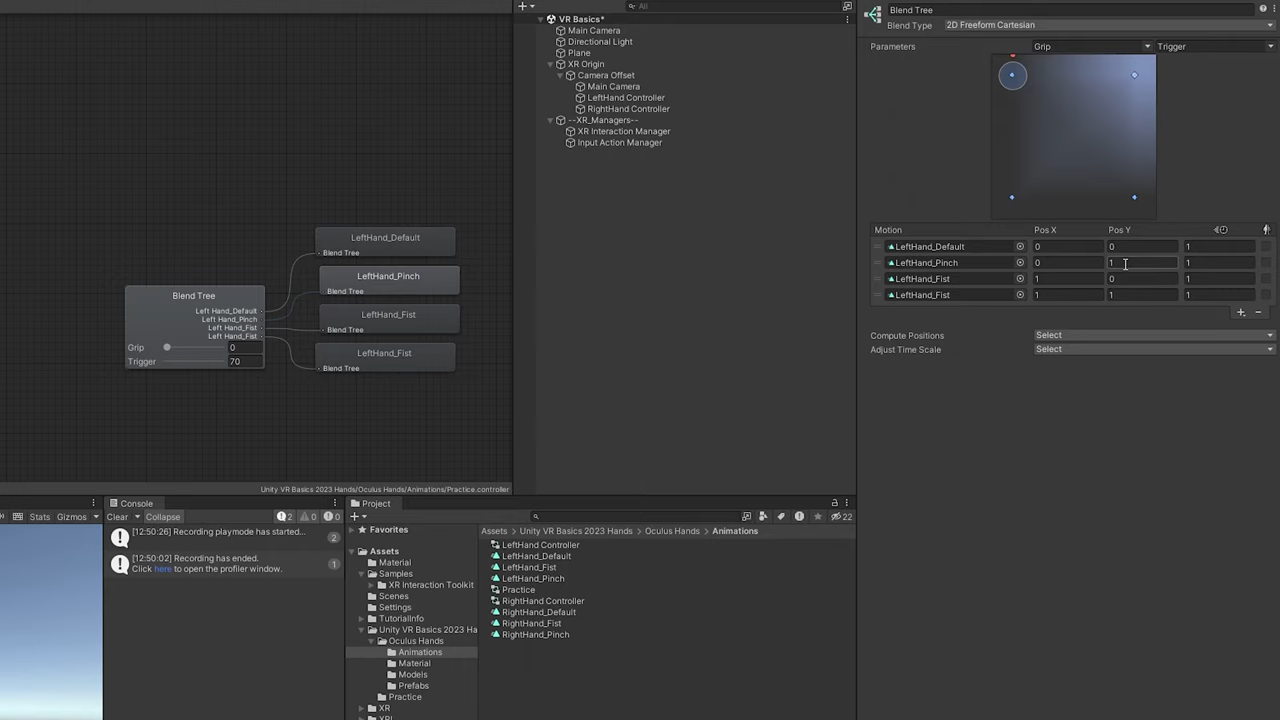 All
VR Basics*
Main Camera
Directional Light
Plane
XR Origin
Camera Offset
Main Camera
LeftHand Controller
RightHand Controller
--XR_Managers--
XR Interaction Manager
Input Action Manager
Blend Tree
Blend Type 2D Freeform Cartesian
Parameters Grip Trigger
Motion Pos X Pos Y
LeftHand_Default 0 0 1
LeftHand_Pinch 0 1 1
LeftHand_Fist 1 0 1
LeftHand_Fist 1 1 1
Compute Positions Select
Adjust Time Scale Select
LeftHand_Default
Blend Tree
LeftHand_Pinch
Blend Tree
LeftHand_Fist
Blend Tree
LeftHand_Fist
Blend Tree
Blend Tree
Left Hand_Default
Left Hand_Pinch
Left Hand_Fist
Left Hand_Fist
Grip 0
Trigger 70
Unity VR Basics 2023 Hands/Oculus Hands/Animations/Practice.controller
Stats Gizmos
Console
Clear Collapse 2 0 0
[12:50:26] Recording playmode has started... 2
[12:50:02] Recording has ended.
Click here to open the profiler window. 1
Project
22
Favorites
Assets
Material
Samples
XR Interaction Toolkit
Scenes
Settings
TutorialInfo
Unity VR Basics 2023 Ha
Oculus Hands
Animations
Material
Models
Prefabs
Practice
XR
XRI
Assets Unity VR Basics 2023 Hands Oculus Hands Animations
LeftHand Controller
LeftHand_Default
LeftHand_Fist
LeftHand_Pinch
Practice
RightHand Controller
RightHand_Default
RightHand_Fist
RightHand_Pinch